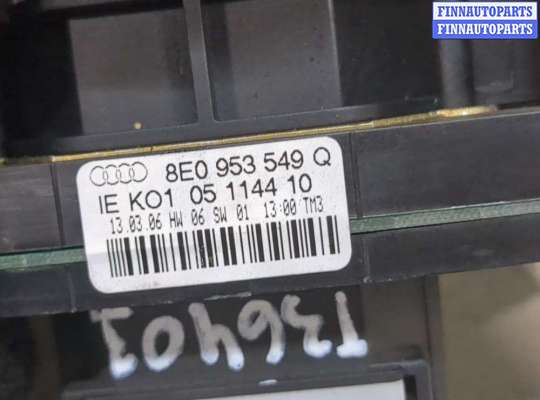 FINNAUTOPARTS
FINNAUTOPARTS
8E0 953 549 Q
IE KO1 05 1144 10
13.03.06 HW 06 SW 01 13:00 TM3
T36403